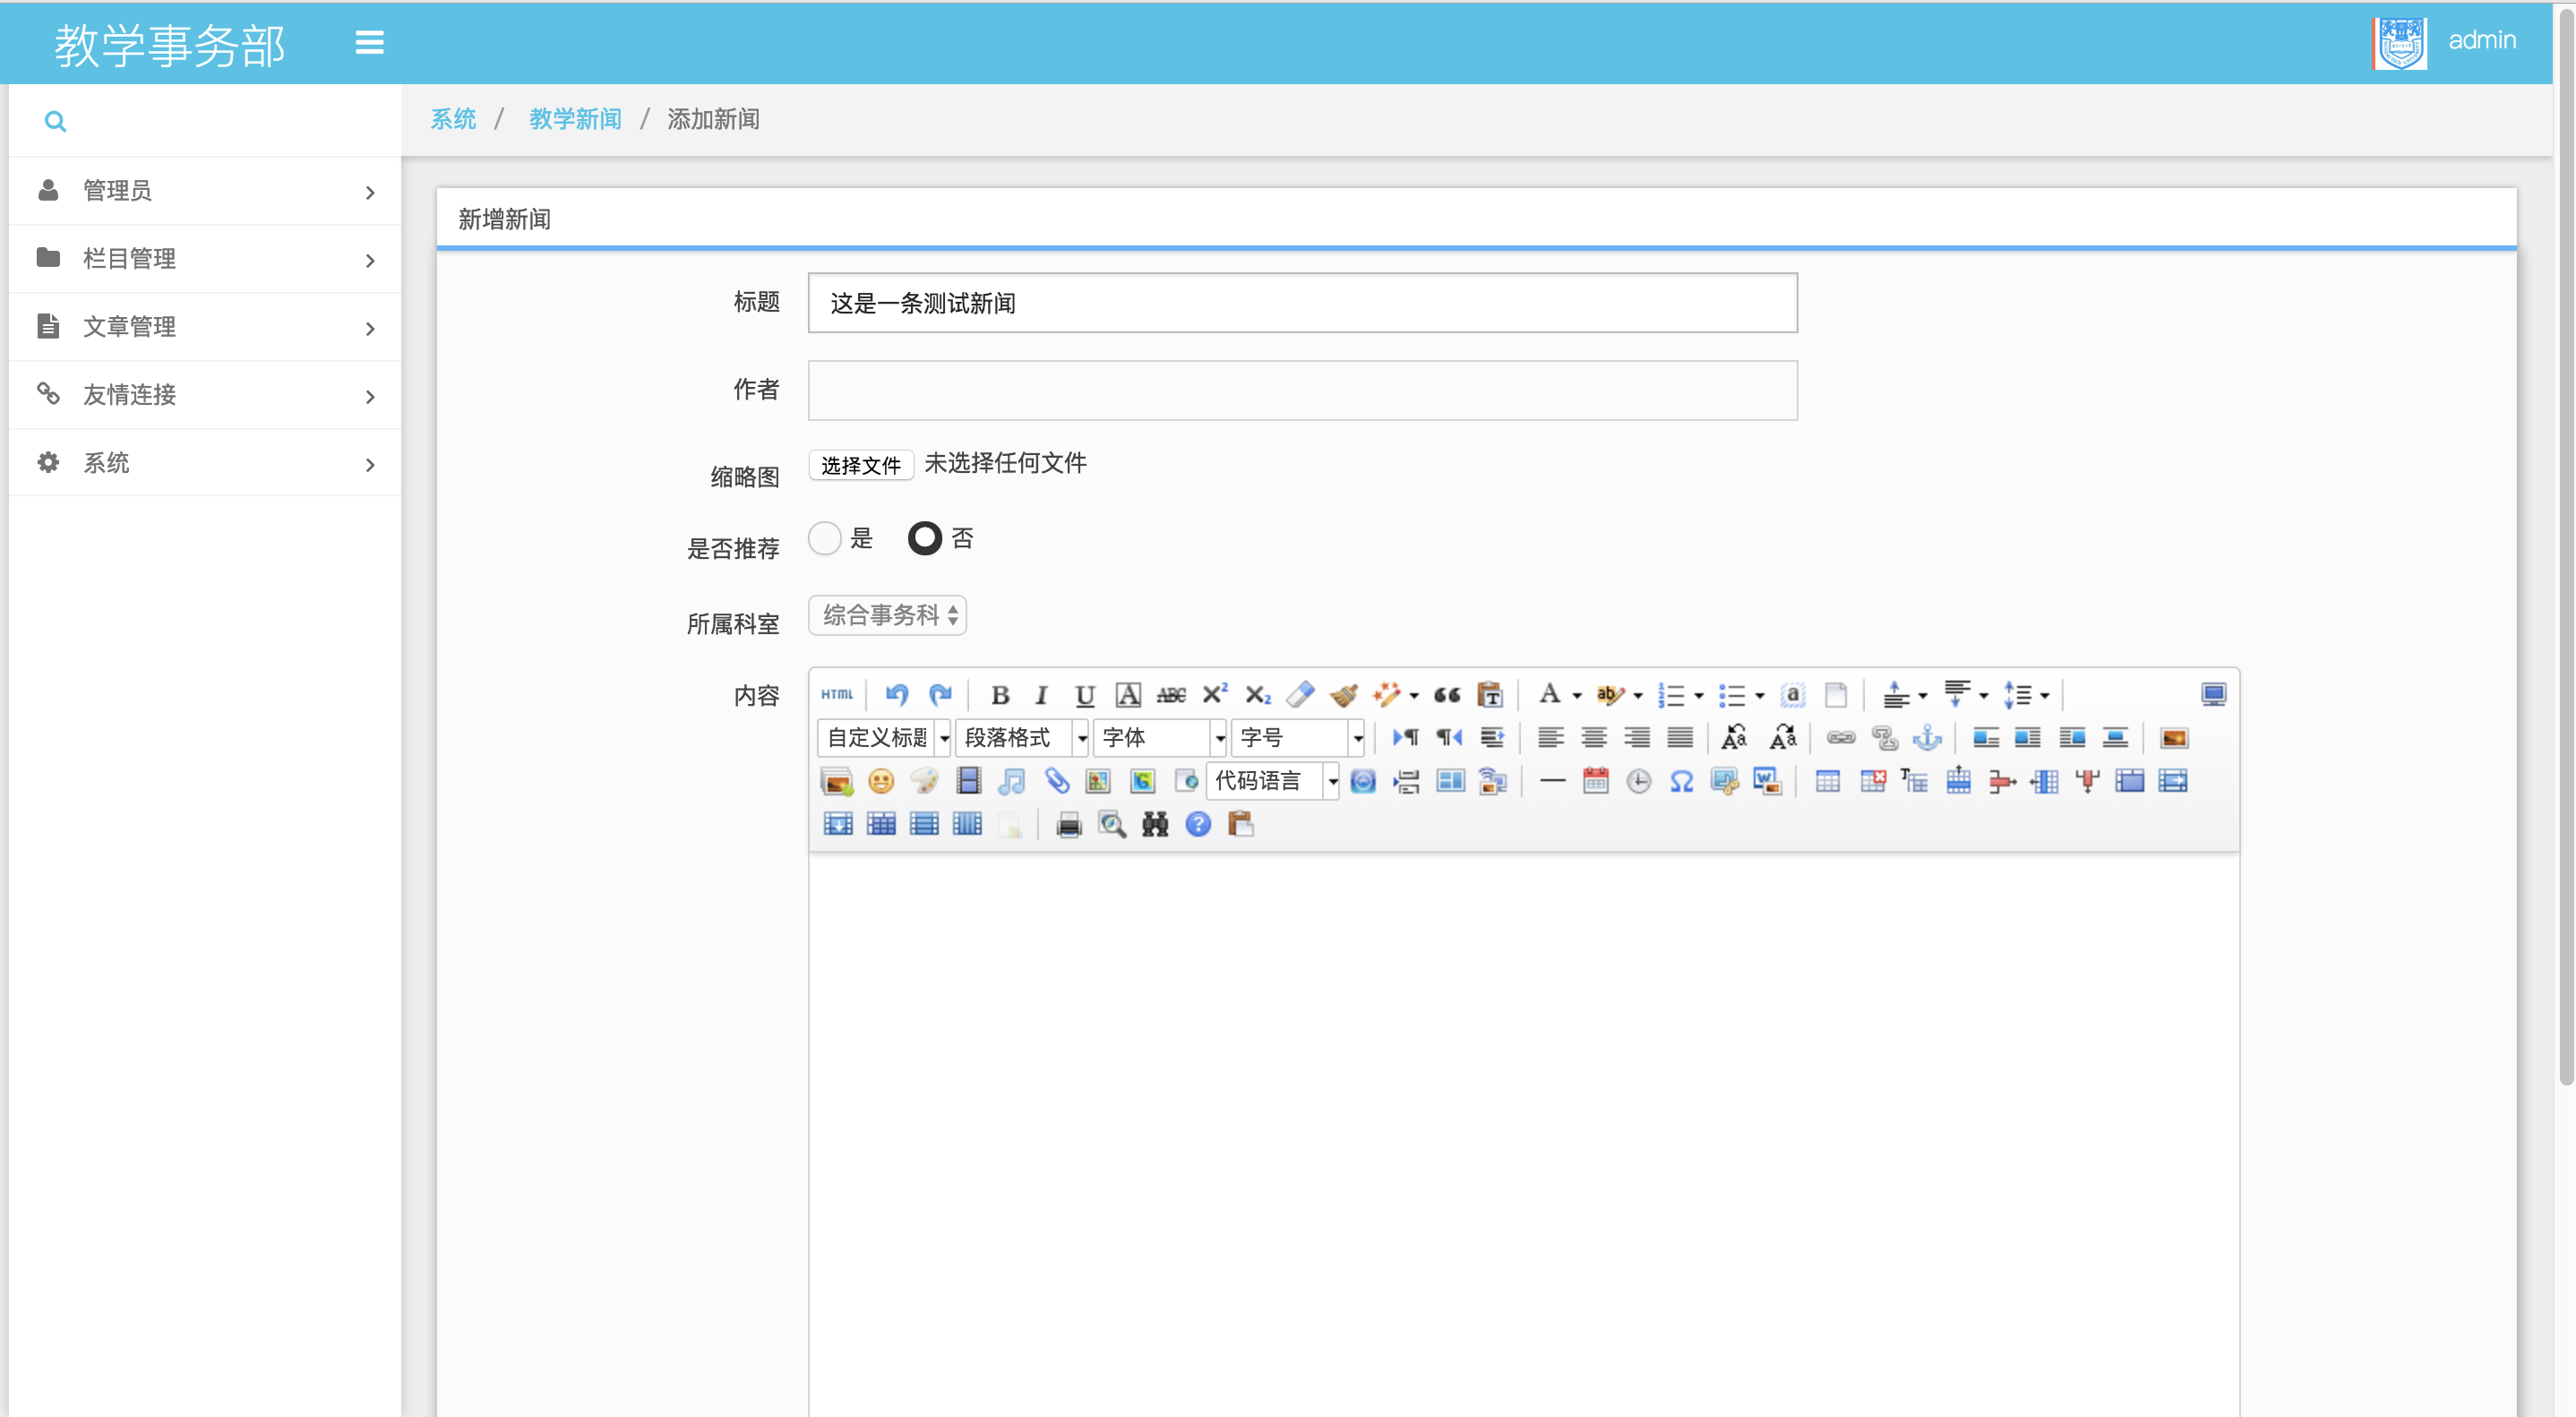 教学事务部
admin
系统 / 教学新闻 / 添加新闻
管理员
栏目管理
文章管理
友情连接
系统
新增新闻
标题 这是一条测试新闻
作者
缩略图 选择文件 未选择任何文件
是否推荐 是 否
所属科室 综合事务科
内容 HTML B I U A ABC X² X₂ A ab a
自定义标题 段落格式 字体 字号
代码语言